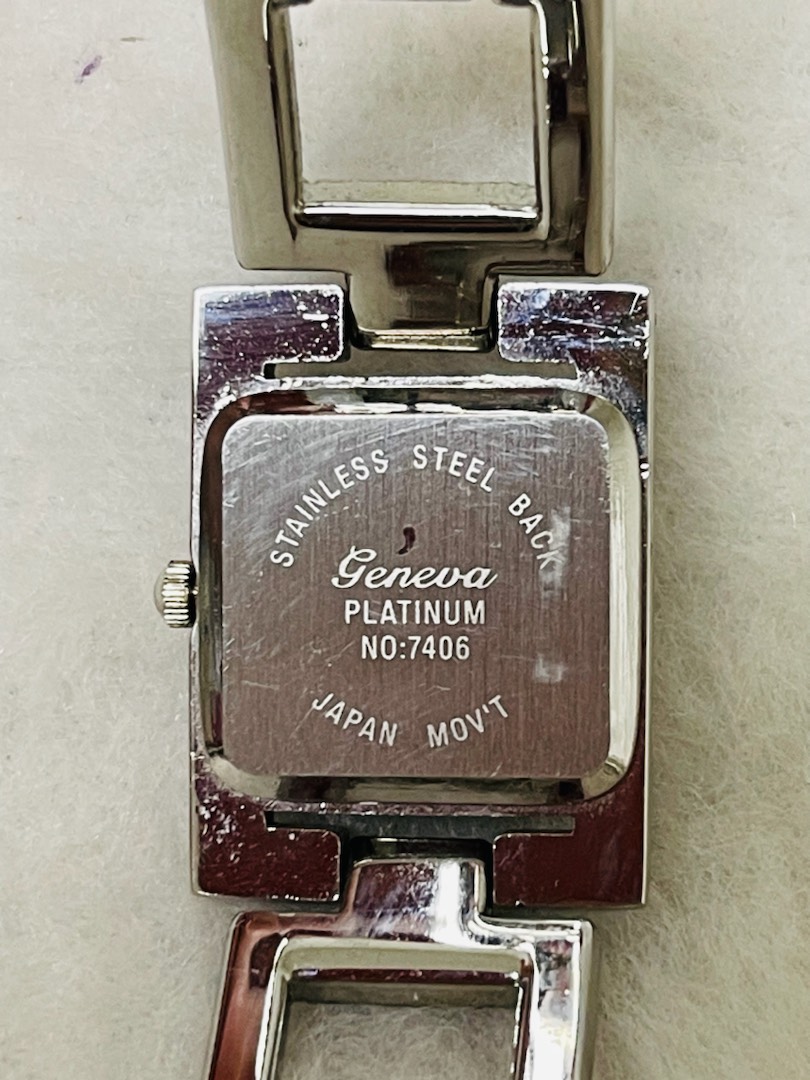 STAINLESS STEEL BACK
Geneva
PLATINUM
NO:7406
JAPAN MOV'T